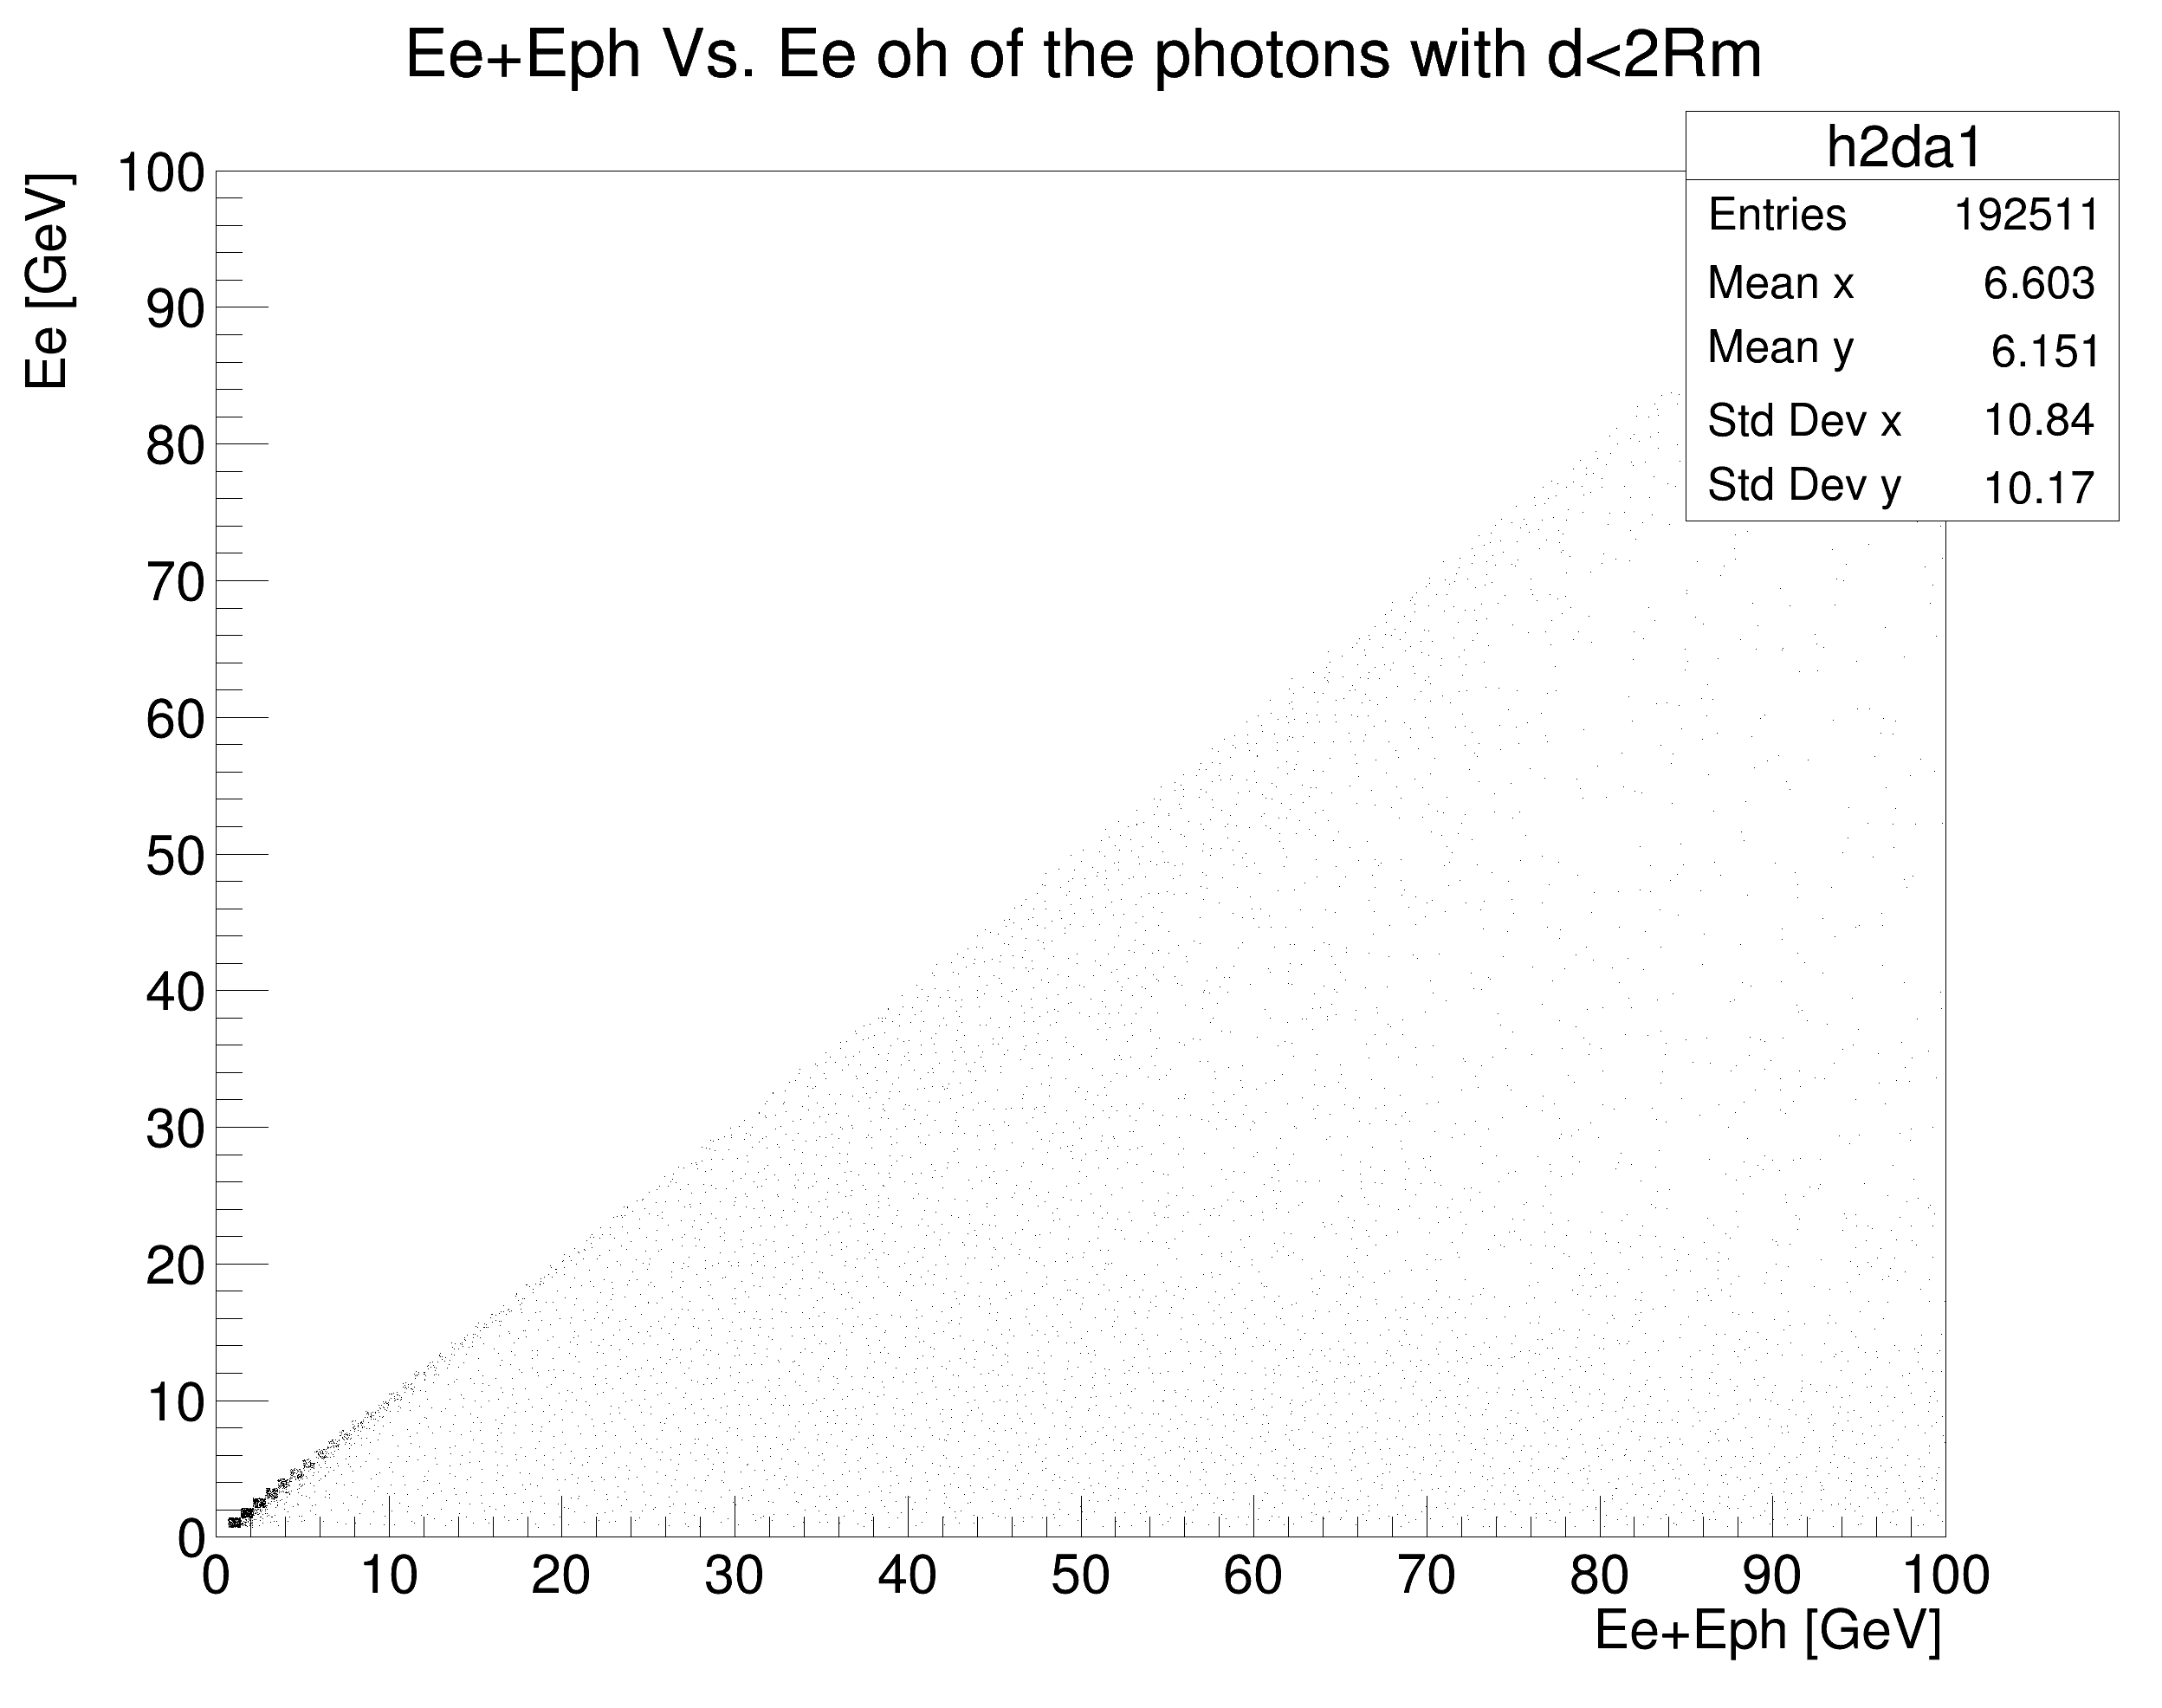 Ee+Eph Vs. Ee oh of the photons with d<2Rm
h2da1
Entries 192511
Mean x 6.603
Mean y 6.151
Std Dev x 10.84
Std Dev y 10.17
Ee [GeV]
100
90
80
70
60
50
40
30
20
10
0
0 10 20 30 40 50 60 70 80 90 100
Ee+Eph [GeV]